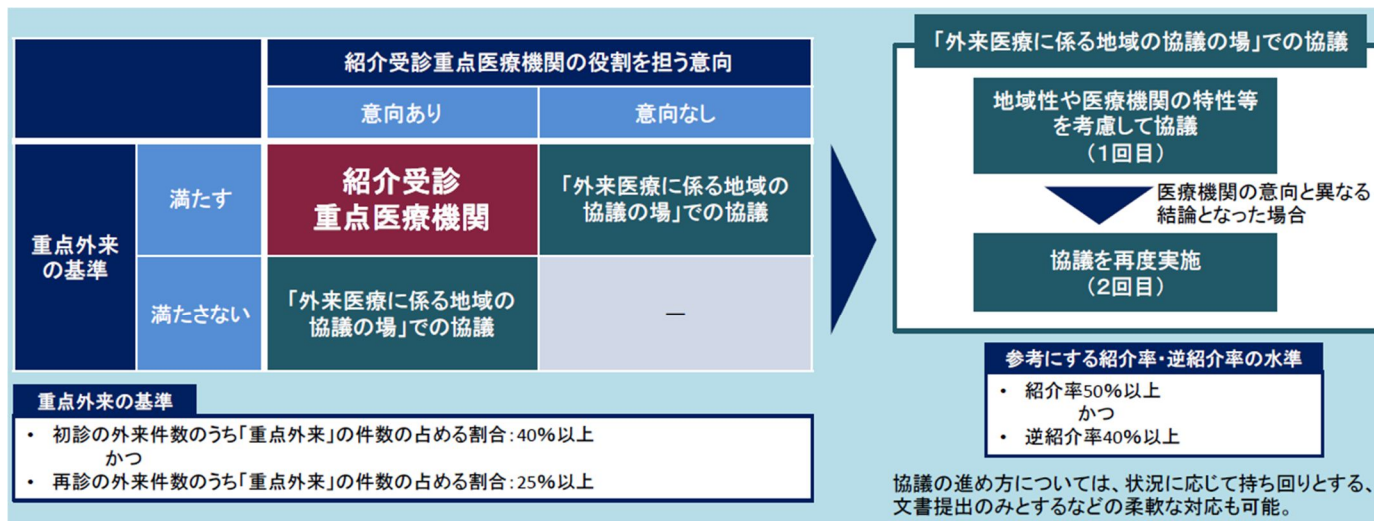 紹介受診重点医療機関の役割を担う意向
意向あり
意向なし
重点外来
の基準
満たす
紹介受診
重点医療機関
「外来医療に係る地域の
協議の場」での協議
満たさない
「外来医療に係る地域の
協議の場」での協議
―
重点外来の基準
・ 初診の外来件数のうち「重点外来」の件数の占める割合：40％以上
かつ
・ 再診の外来件数のうち「重点外来」の件数の占める割合：25％以上
「外来医療に係る地域の協議の場」での協議
地域性や医療機関の特性等
を考慮して協議
（1回目）
医療機関の意向と異なる
結論となった場合
協議を再度実施
（2回目）
参考にする紹介率・逆紹介率の水準
・ 紹介率50％以上
かつ
・ 逆紹介率40％以上
協議の進め方については、状況に応じて持ち回りとする、
文書提出のみとするなどの柔軟な対応も可能。